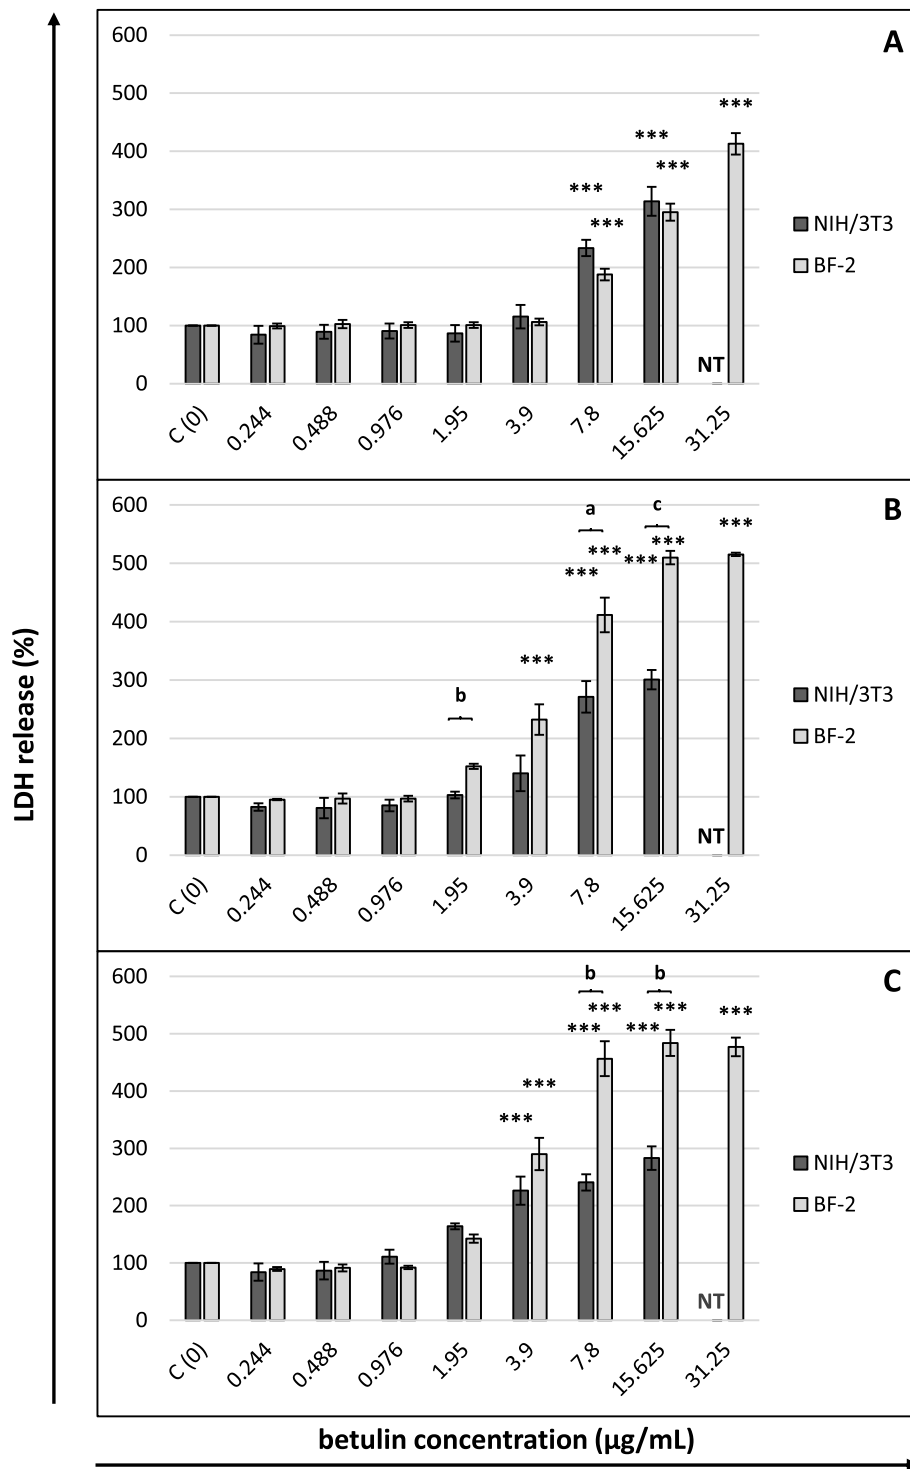 LDH release (%)
A
600
500
400
300
200
100
0
***
***
***
***
***
NT
C (0)
0.244
0.488
0.976
1.95
3.9
7.8
15.625
31.25
NIH/3T3
BF-2
B
600
500
400
300
200
100
0
b
***
a
***
***
c
***
***
***
NT
C (0)
0.244
0.488
0.976
1.95
3.9
7.8
15.625
31.25
NIH/3T3
BF-2
C
600
500
400
300
200
100
0
***
***
b
***
***
b
***
***
***
NT
C (0)
0.244
0.488
0.976
1.95
3.9
7.8
15.625
31.25
NIH/3T3
BF-2
betulin concentration (µg/mL)